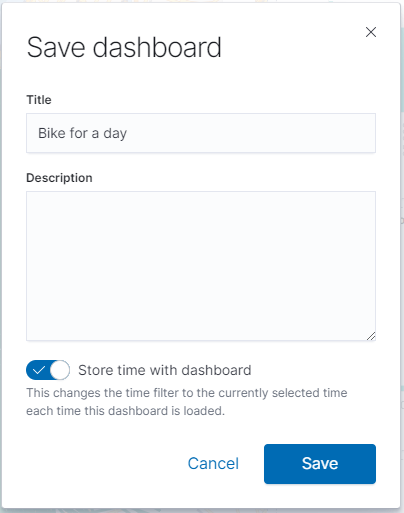 Save dashboard
Title
Bike for a day
Description
Store time with dashboard
This changes the time filter to the currently selected time
each time this dashboard is loaded.
Cancel
Save